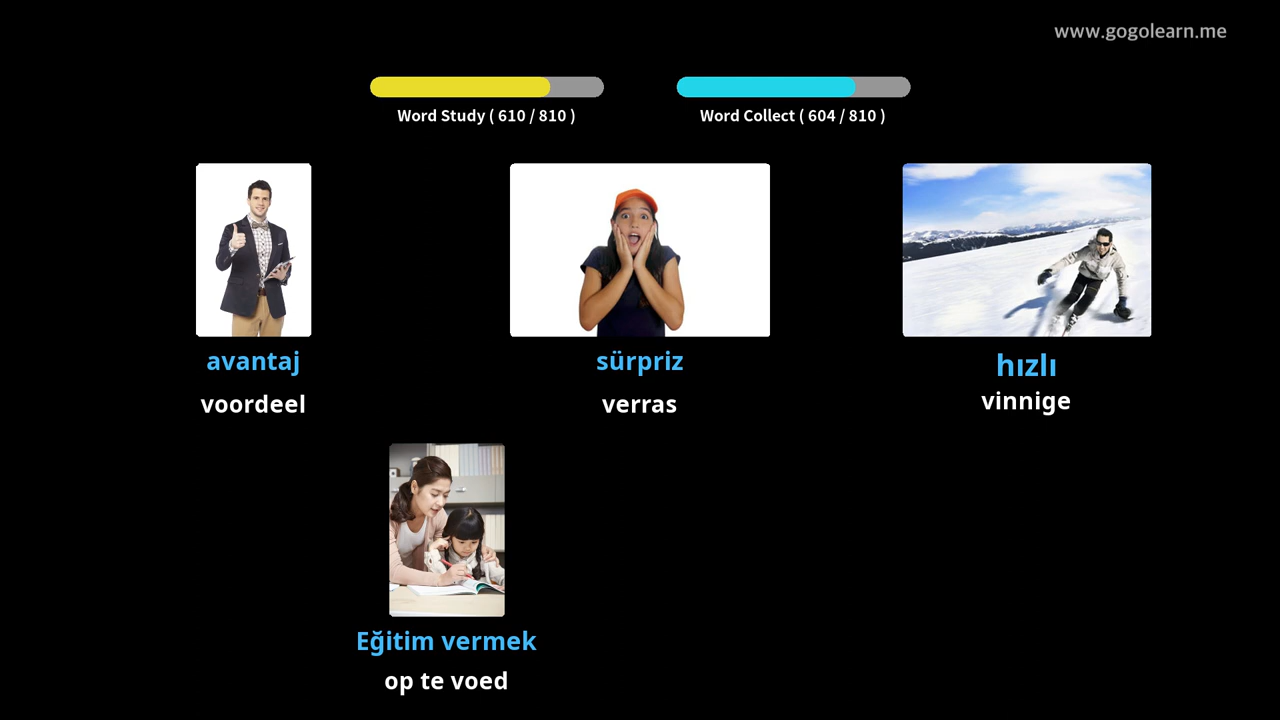 www.gogolearn.me
Word Study ( 610 / 810 )
Word Collect ( 604 / 810 )
avantaj
voordeel
sürpriz
verras
hızlı
vinnige
Eğitim vermek
op te voed